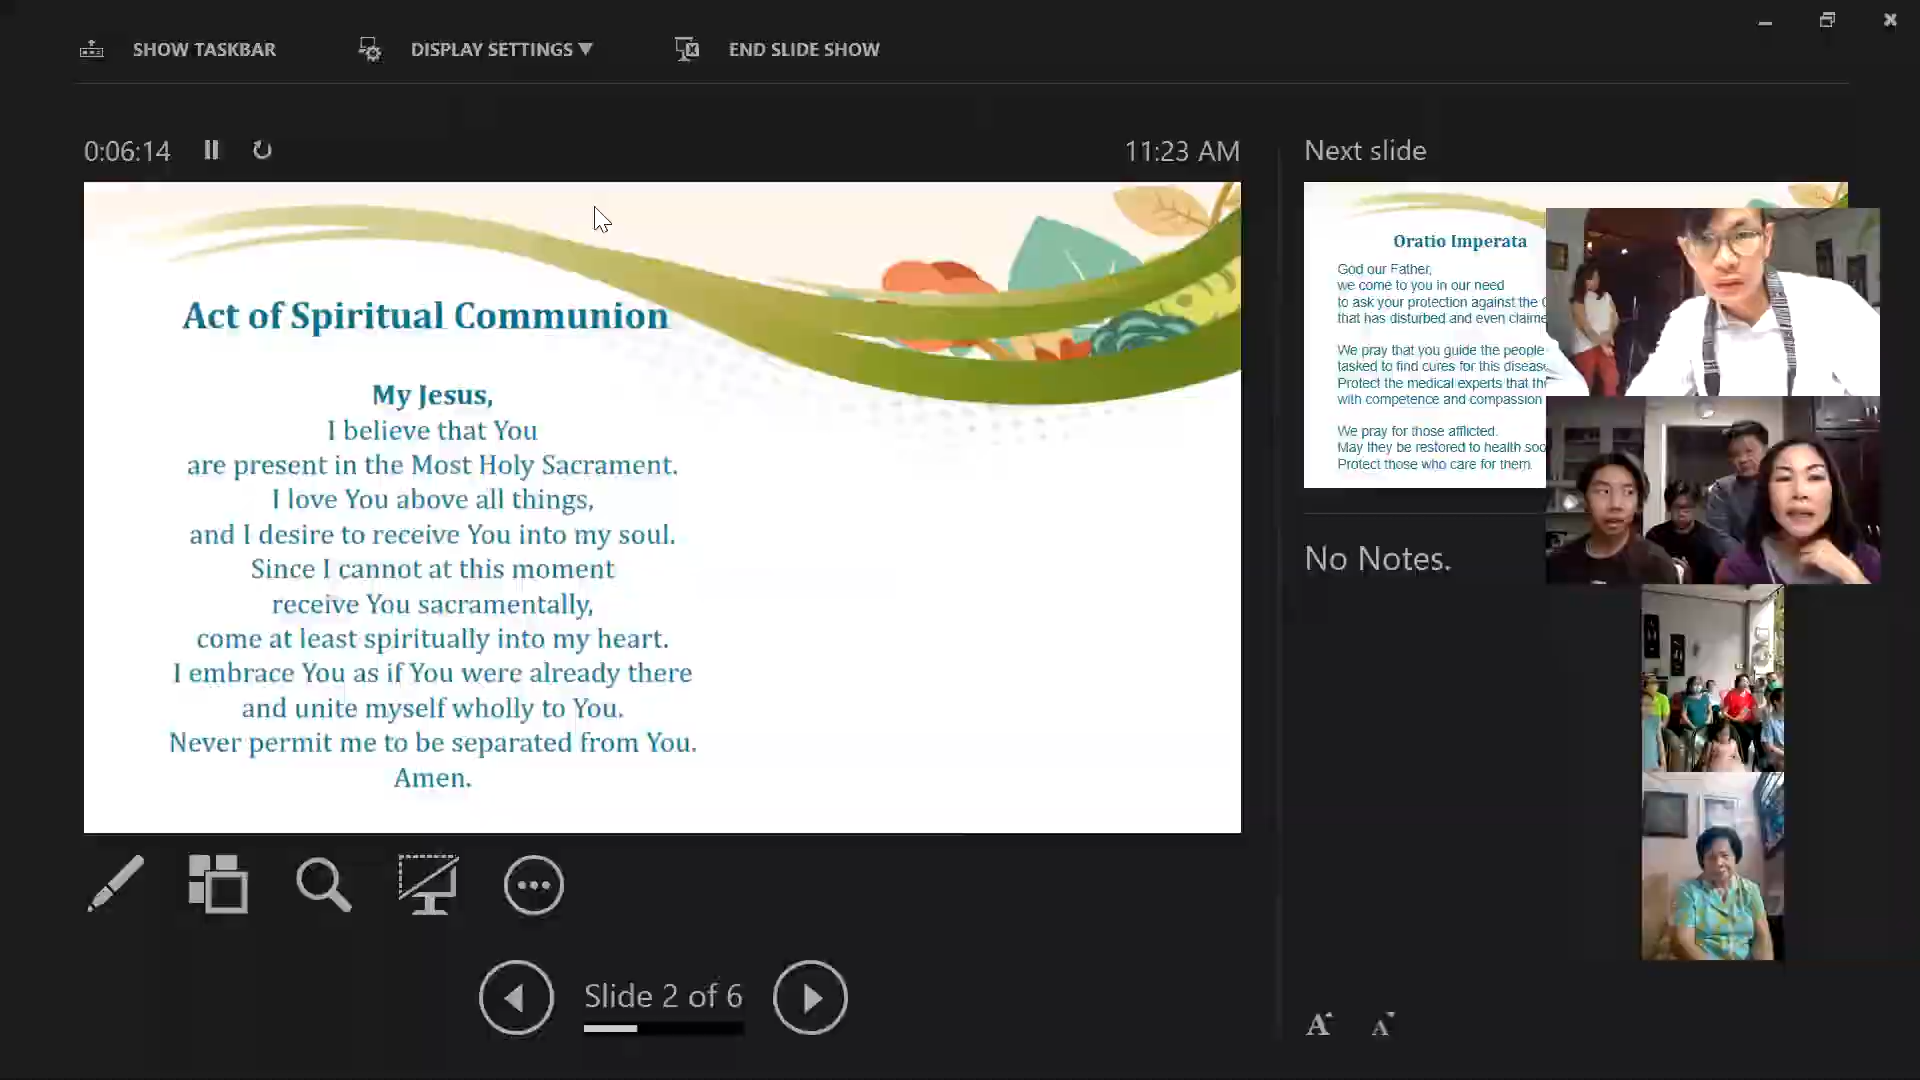 SHOW TASKBAR
DISPLAY SETTINGS ▼
END SLIDE SHOW
0:06:14
11:23 AM
Act of Spiritual Communion
My Jesus,
I believe that You
are present in the Most Holy Sacrament.
I love You above all things,
and I desire to receive You into my soul.
Since I cannot at this moment
receive You sacramentally,
come at least spiritually into my heart.
I embrace You as if You were already there
and unite myself wholly to You.
Never permit me to be separated from You.
Amen.
Slide 2 of 6
Next slide
Oratio Imperata
God our Father,
we come to you in our need
to ask your protection against the
that has disturbed and even claime
We pray that you guide the people
tasked to find cures for this diseas
Protect the medical experts that th
with competence and compassion
We pray for those afflicted.
May they be restored to health soo
Protect those who care for them.
No Notes.
A A